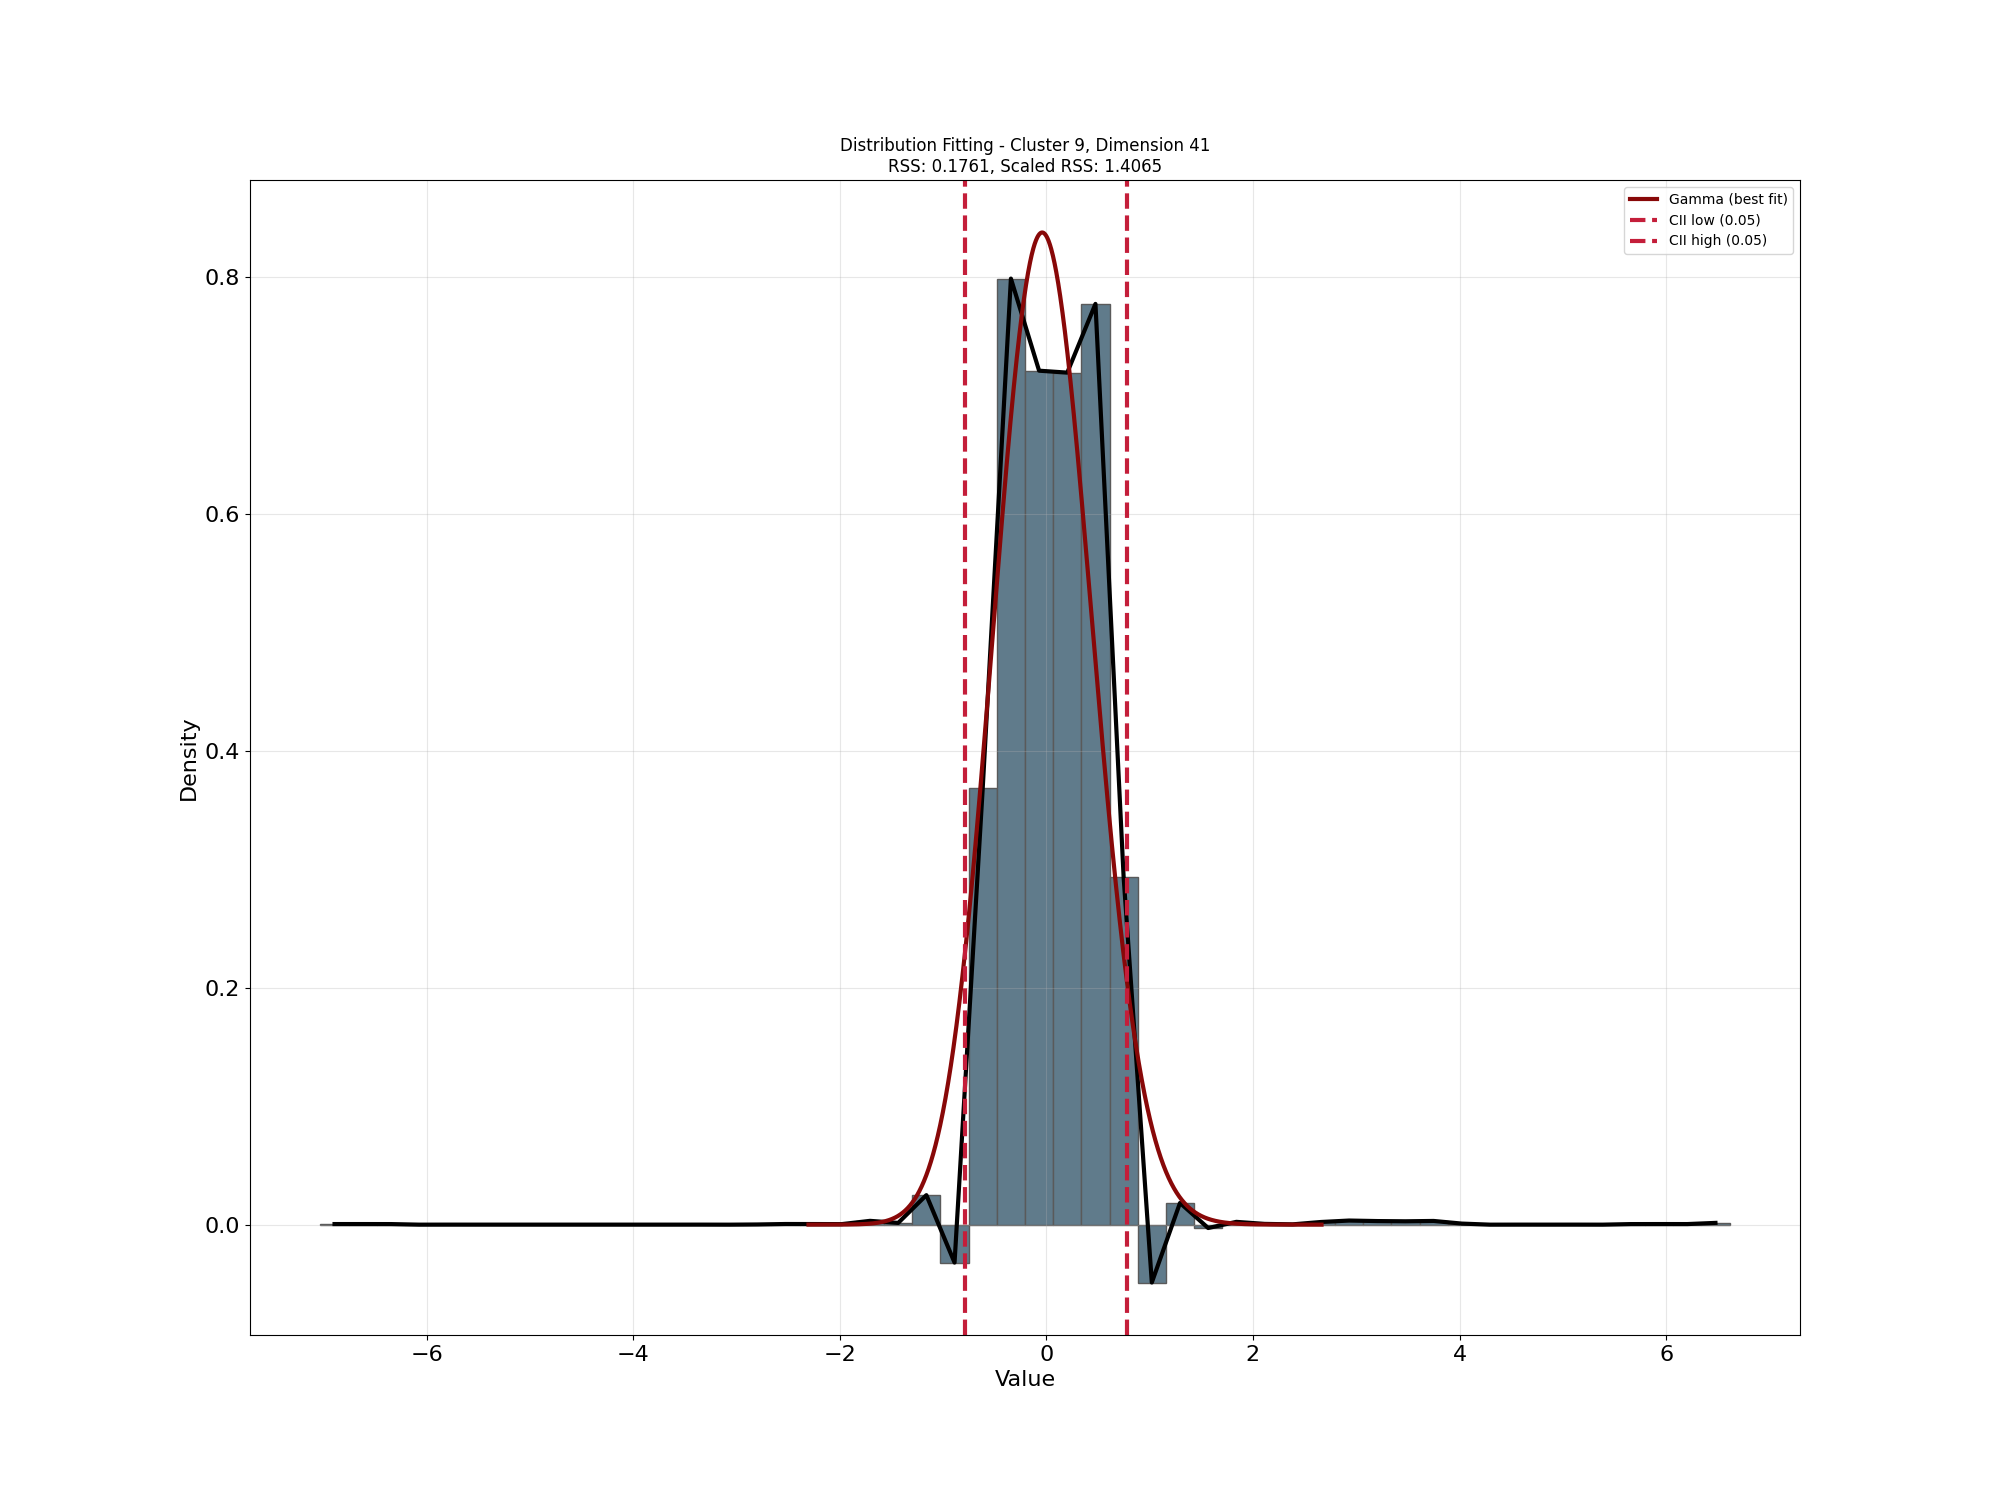 Distribution Fitting - Cluster 9, Dimension 41
RSS: 0.1761, Scaled RSS: 1.4065
Gamma (best fit)
CII low (0.05)
CII high (0.05)
Density
0.8
0.6
0.4
0.2
0.0
−6
−4
−2
0
2
4
6
Value